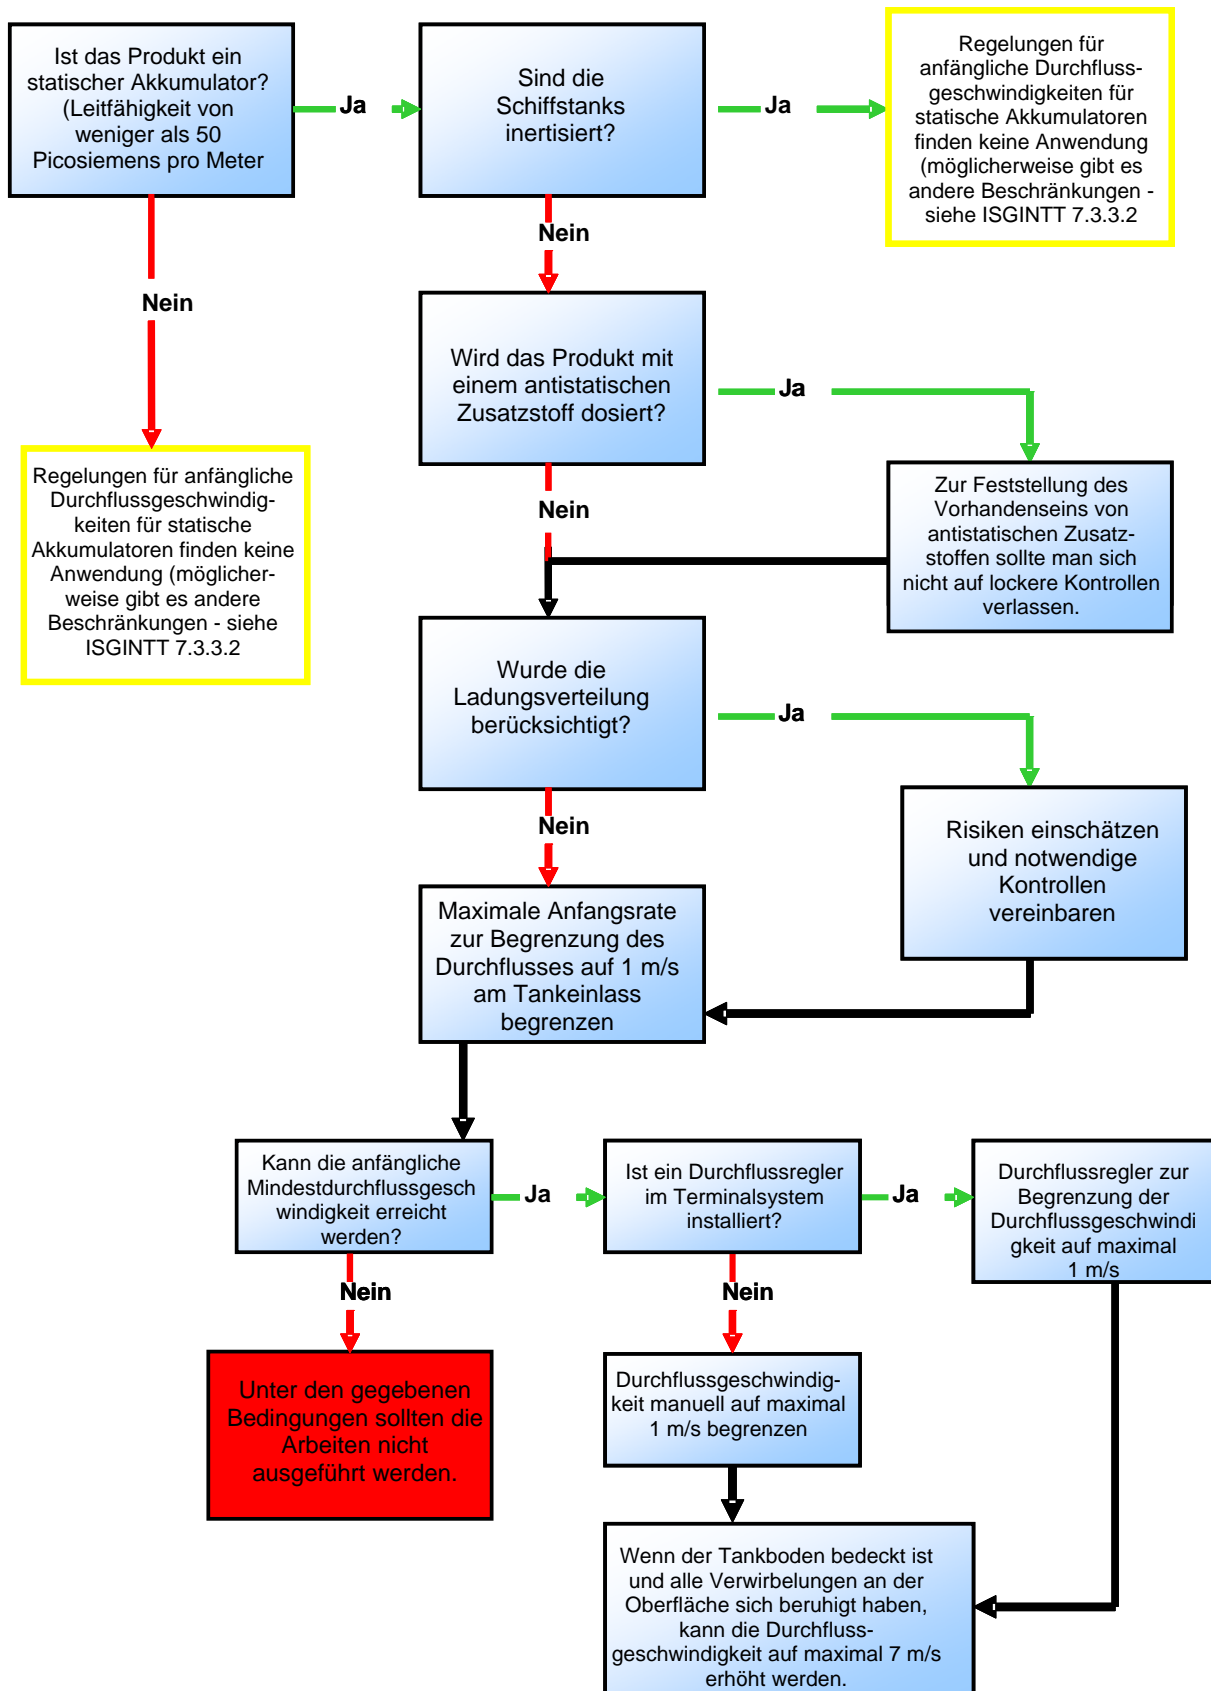 Ist das Produkt ein
statischer Akkumulator?
(Leitfähigkeit von
weniger als 50
Picosiemens pro Meter
Ja
Sind die
Schiffstanks
inertisiert?
Ja
Regelungen für
anfängliche Durchfluss-
geschwindigkeiten für
statische Akkumulatoren
finden keine Anwendung
(möglicherweise gibt es
andere Beschränkungen -
siehe ISGINTT 7.3.3.2
Nein
Nein
Wird das Produkt mit
einem antistatischen
Zusatzstoff dosiert?
Ja
Regelungen für anfängliche
Durchflussgeschwindig-
keiten für statische
Akkumulatoren finden keine
Anwendung (möglicher-
weise gibt es andere
Beschränkungen - siehe
ISGINTT 7.3.3.2
Nein
Zur Feststellung des
Vorhandenseins von
antistatischen Zusatz-
stoffen sollte man sich
nicht auf lockere Kontrollen
verlassen.
Wurde die
Ladungsverteilung
berücksichtigt?
Ja
Nein
Risiken einschätzen
und notwendige
Kontrollen
vereinbaren
Maximale Anfangsrate
zur Begrenzung des
Durchflusses auf 1 m/s
am Tankeinlass
begrenzen
Kann die anfängliche
Mindestdurchflussgesch
windigkeit erreicht
werden?
Ja
Ist ein Durchflussregler
im Terminalsystem
installiert?
Ja
Durchflussregler zur
Begrenzung der
Durchflussgeschwindi
gkeit auf maximal
1 m/s
Nein
Nein
Unter den gegebenen
Bedingungen sollten die
Arbeiten nicht
ausgeführt werden.
Durchflussgeschwindig-
keit manuell auf maximal
1 m/s begrenzen
Wenn der Tankboden bedeckt ist
und alle Verwirbelungen an der
Oberfläche sich beruhigt haben,
kann die Durchfluss-
geschwindigkeit auf maximal 7 m/s
erhöht werden.